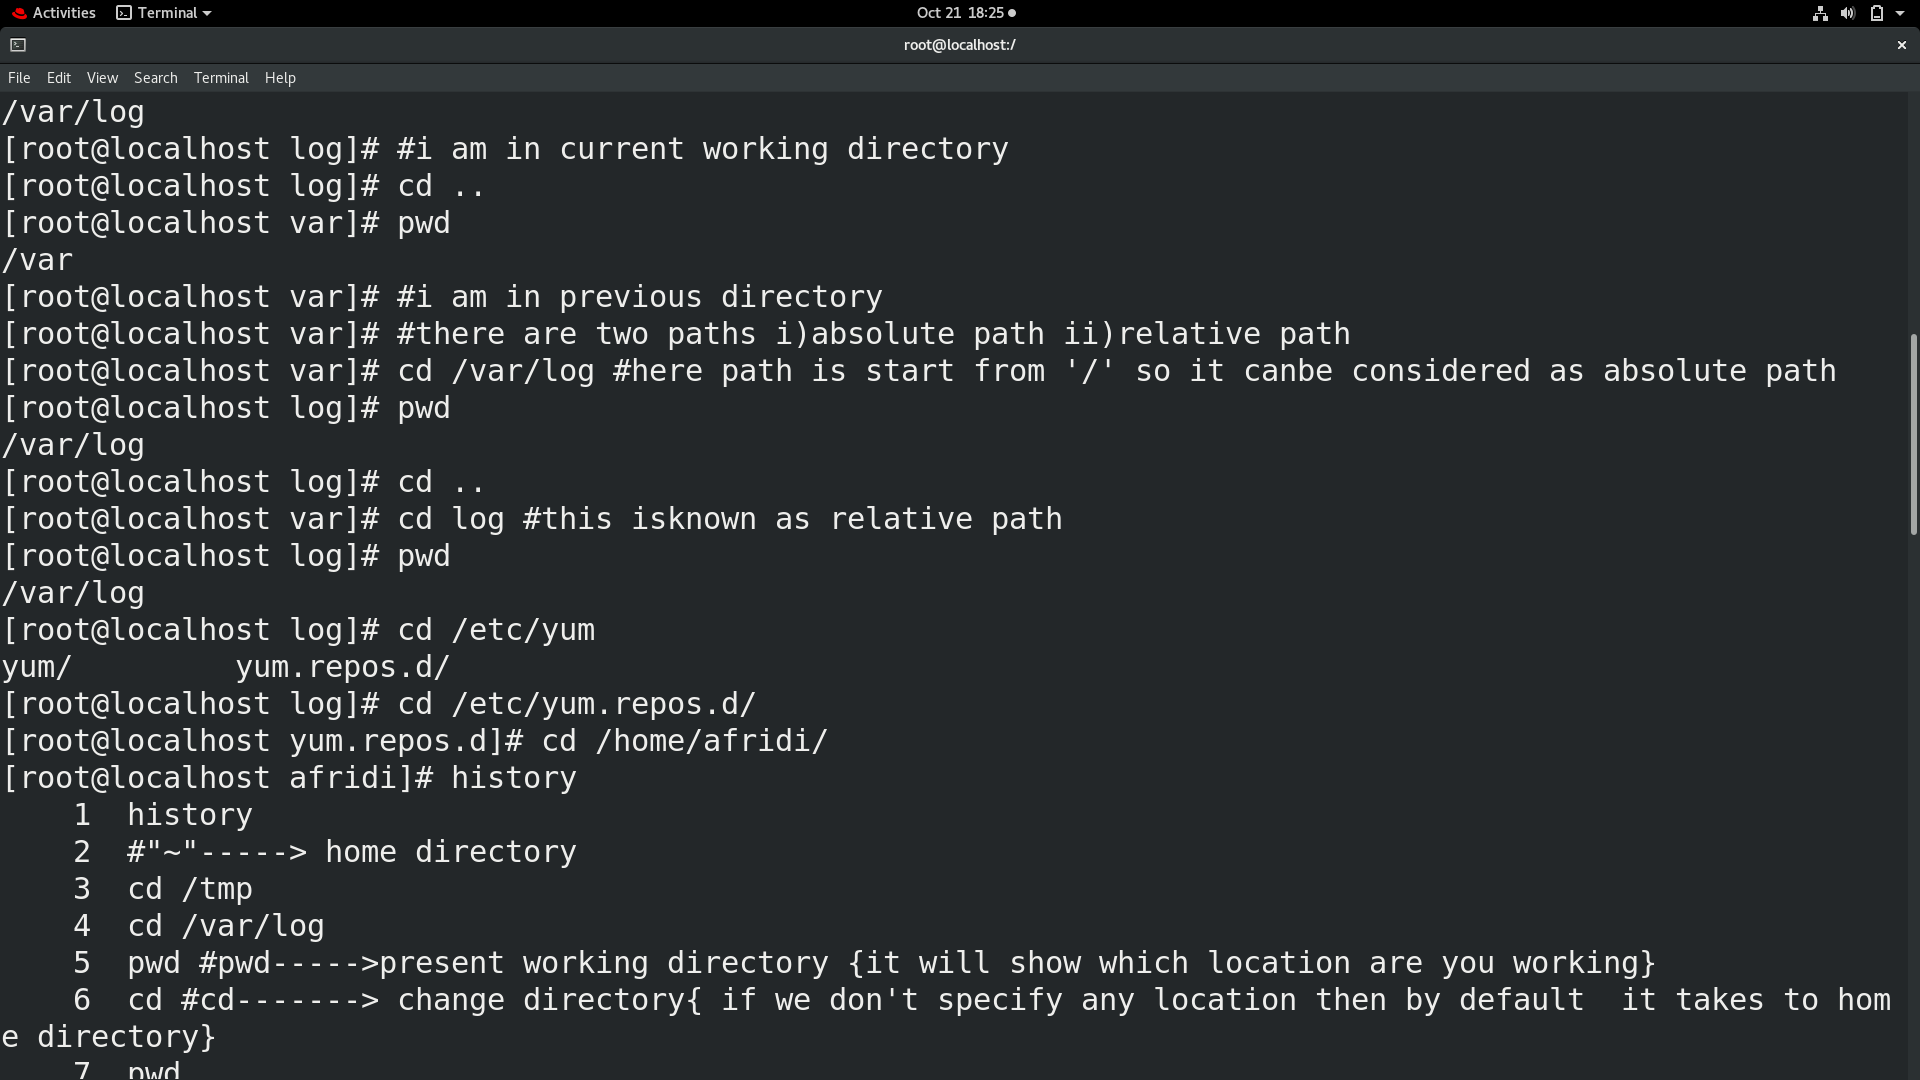 Activities Terminal Oct 21 18:25
root@localhost:/
File Edit View Search Terminal Help
/var/log
[root@localhost log]# #i am in current working directory
[root@localhost log]# cd ..
[root@localhost var]# pwd
/var
[root@localhost var]# #i am in previous directory
[root@localhost var]# #there are two paths i)absolute path ii)relative path
[root@localhost var]# cd /var/log #here path is start from '/' so it canbe considered as absolute path
[root@localhost log]# pwd
/var/log
[root@localhost log]# cd ..
[root@localhost var]# cd log #this isknown as relative path
[root@localhost log]# pwd
/var/log
[root@localhost log]# cd /etc/yum
yum/         yum.repos.d/
[root@localhost log]# cd /etc/yum.repos.d/
[root@localhost yum.repos.d]# cd /home/afridi/
[root@localhost afridi]# history
    1  history
    2  #"~"-----> home directory
    3  cd /tmp
    4  cd /var/log
    5  pwd #pwd----->present working directory {it will show which location are you working}
    6  cd #cd-------> change directory{ if we don't specify any location then by default  it takes to hom
e directory}
    7  pwd